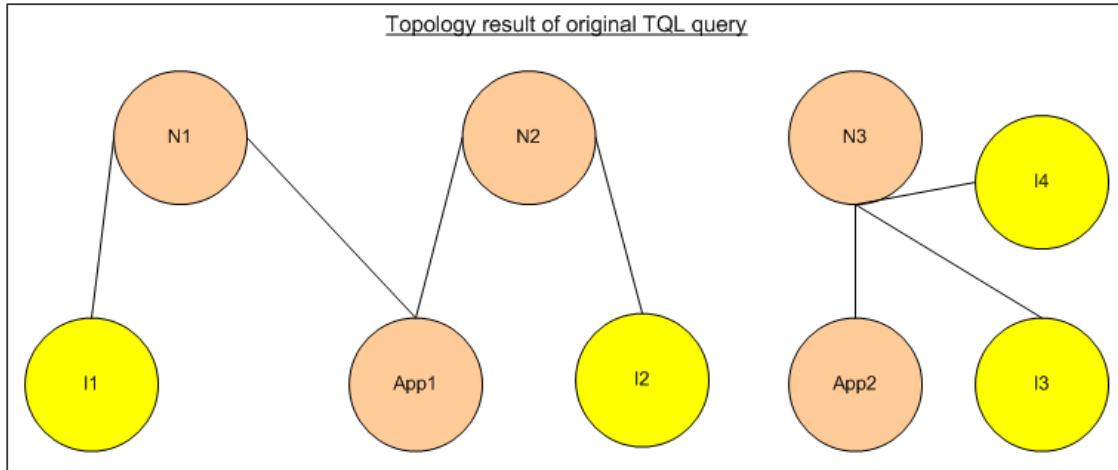 Topology result of original TQL query
N1
N2
N3
I4
I1
App1
I2
App2
I3